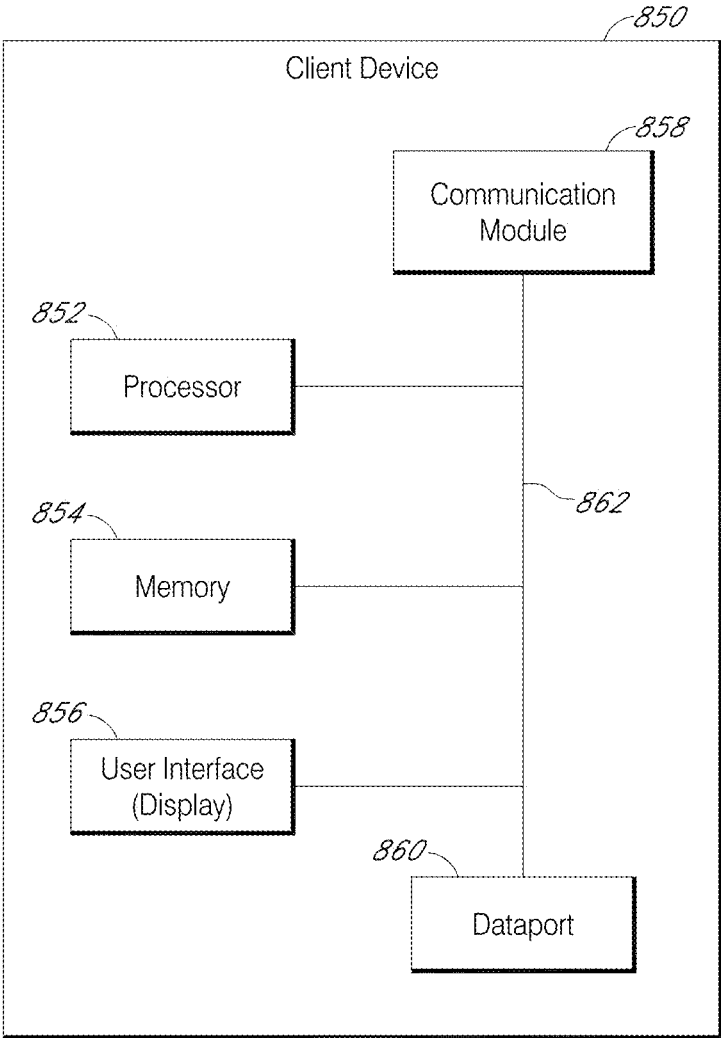 850
Client Device
858
Communication
Module
852
Processor
862
854
Memory
856
User Interface
(Display)
860
Dataport